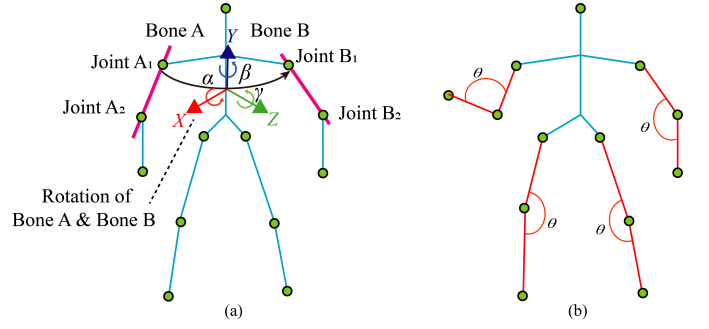 Bone A
Bone B
Y
Joint A₁
Joint B₁
α
β
γ
Joint A₂
Joint B₂
X
Z
Rotation of
Bone A & Bone B
(a)
θ
θ
θ
θ
(b)